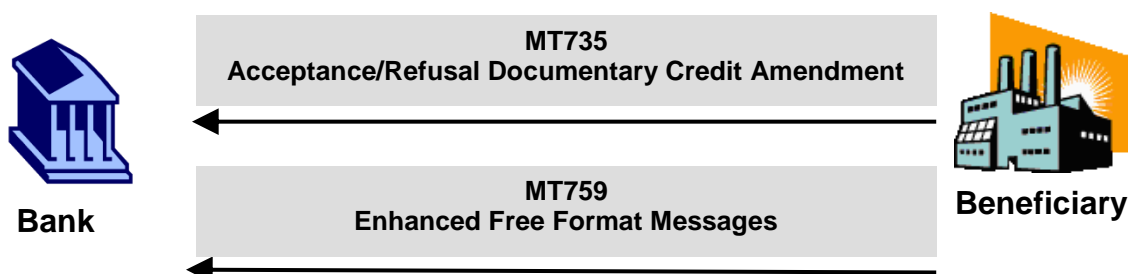 MT735
Acceptance/Refusal Documentary Credit Amendment
MT759
Enhanced Free Format Messages
Bank
Beneficiary